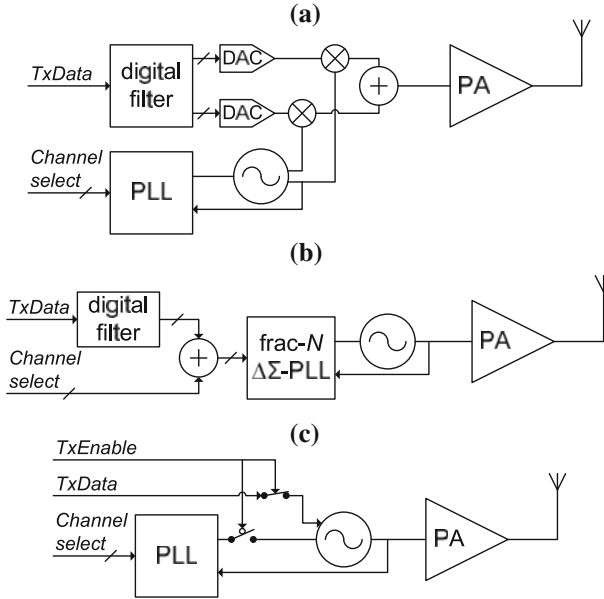 (a)
TxData
digital
filter
DAC
DAC
PA
Channel
select
PLL
(b)
TxData
digital
filter
Channel
select
frac-N
ΔΣ-PLL
PA
(c)
TxEnable
TxData
Channel
select
PLL
PA